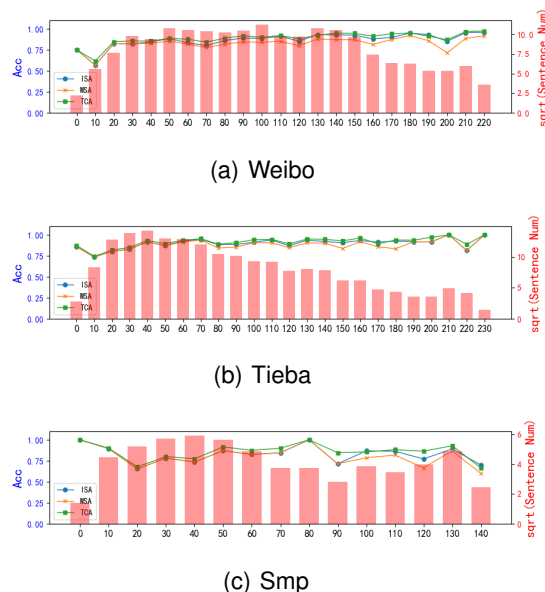 1.00
0.75
0.50
0.25
0.00
Acc
ISA
MSA
TCA
10.0
7.5
5.0
2.5
0.0
sqrt(Sentence Num)
0 10 20 30 40 50 60 70 80 90 100 110 120 130 140 150 160 170 180 190 200 210 220
(a) Weibo
1.00
0.75
0.50
0.25
0.00
Acc
ISA
MSA
TCA
10
5
0
sqrt(Sentence Num)
0 10 20 30 40 50 60 70 80 90 100 110 120 130 140 150 160 170 180 190 200 210 220 230
(b) Tieba
1.00
0.75
0.50
0.25
0.00
Acc
ISA
MSA
TCA
6
4
2
0
sqrt(Sentence Num)
0 10 20 30 40 50 60 70 80 90 100 110 120 130 140
(c) Smp